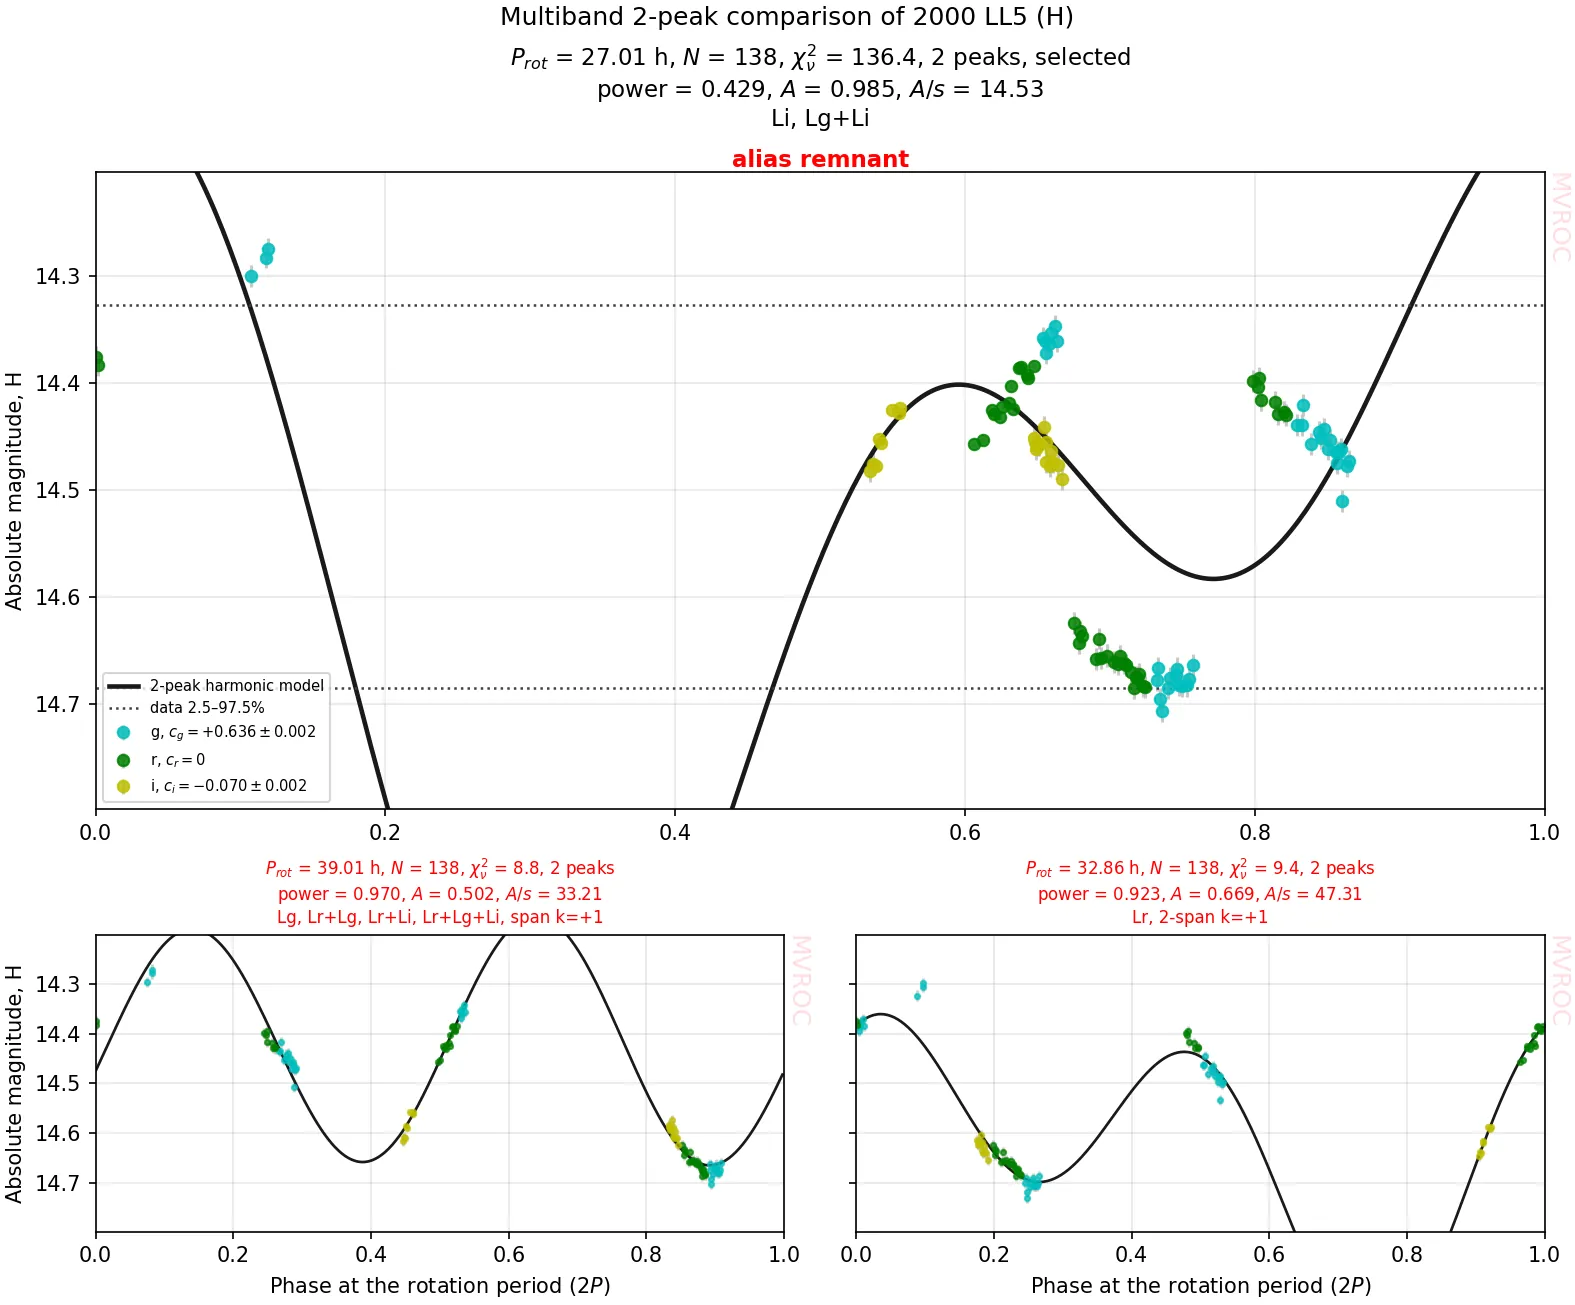 Multiband 2-peak comparison of 2000 LL5 (H)
P_rot = 27.01 h, N = 138, χ²_ν = 136.4, 2 peaks, selected
power = 0.429, A = 0.985, A/s = 14.53
Li, Lg+Li
alias remnant
MVROC
Absolute magnitude, H
14.3
14.4
14.5
14.6
14.7
2-peak harmonic model
data 2.5–97.5%
g, c_g = +0.636 ± 0.002
r, c_r = 0
i, c_i = −0.070 ± 0.002
0.0 0.2 0.4 0.6 0.8 1.0
P_rot = 39.01 h, N = 138, χ²_ν = 8.8, 2 peaks
power = 0.970, A = 0.502, A/s = 33.21
Lg, Lr+Lg, Lr+Li, Lr+Lg+Li, span k=+1
MVROC
Absolute magnitude, H
14.3
14.4
14.5
14.6
14.7
0.0 0.2 0.4 0.6 0.8 1.0
Phase at the rotation period (2P)
P_rot = 32.86 h, N = 138, χ²_ν = 9.4, 2 peaks
power = 0.923, A = 0.669, A/s = 47.31
Lr, 2-span k=+1
MVROC
0.0 0.2 0.4 0.6 0.8 1.0
Phase at the rotation period (2P)